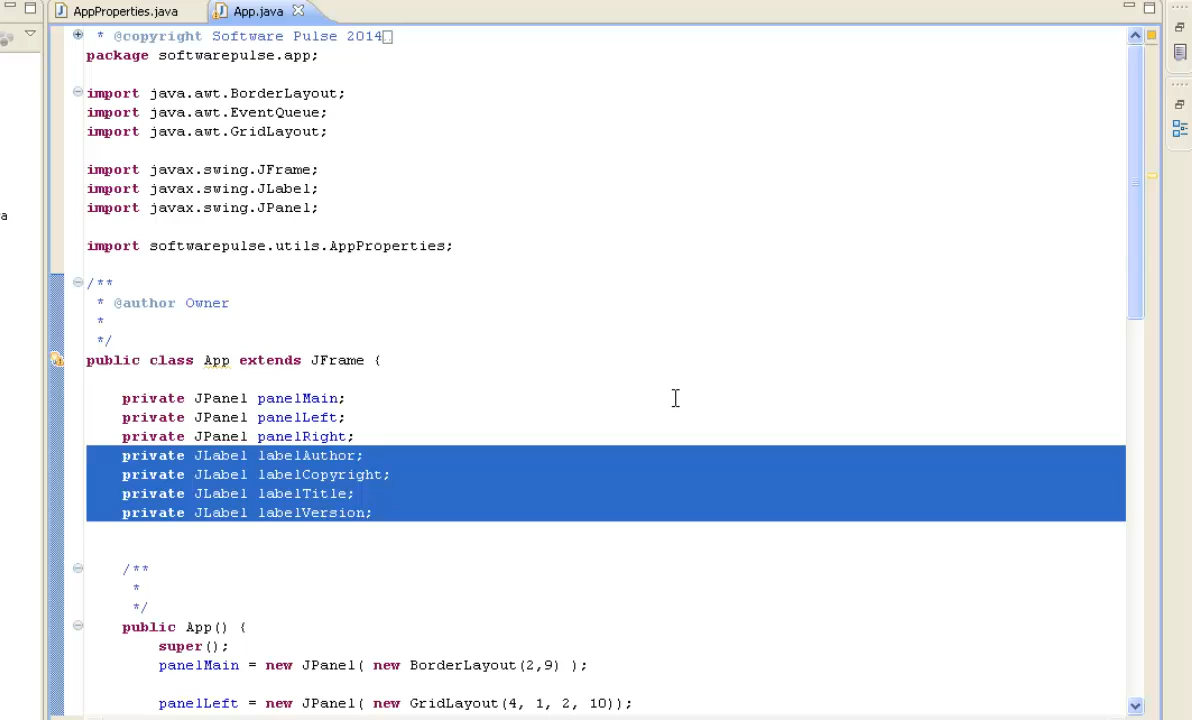 AppProperties.java App.java
* @copyright Software Pulse 2014
package softwarepulse.app;
import java.awt.BorderLayout;
import java.awt.EventQueue;
import java.awt.GridLayout;
import javax.swing.JFrame;
import javax.swing.JLabel;
import javax.swing.JPanel;
a
import softwarepulse.utils.AppProperties;
/**
* @author Owner
*
*/
public class App extends JFrame {
private JPanel panelMain;
private JPanel panelLeft;
private JPanel panelRight;
private JLabel labelAuthor;
private JLabel labelCopyright;
private JLabel labelTitle;
private JLabel labelVersion;
/**
*
*/
public App() {
super();
panelMain = new JPanel( new BorderLayout(2,9) );
panelLeft = new JPanel( new GridLayout(4, 1, 2, 10));